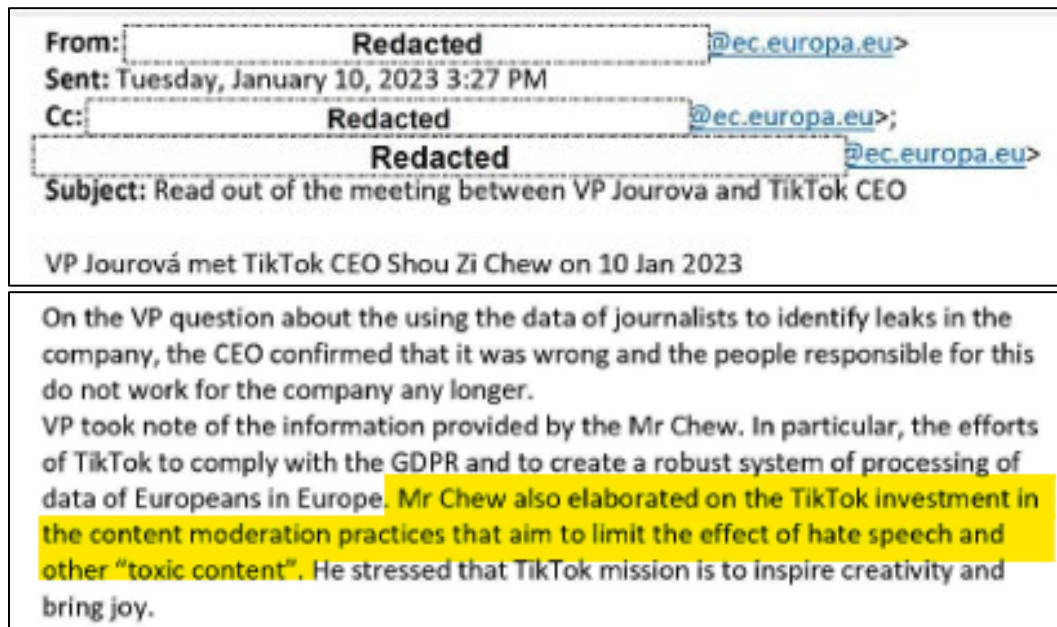 From: Redacted @ec.europa.eu>
Sent: Tuesday, January 10, 2023 3:27 PM
Cc: Redacted @ec.europa.eu>;
Redacted @ec.europa.eu>
Subject: Read out of the meeting between VP Jourova and TikTok CEO
VP Jourová met TikTok CEO Shou Zi Chew on 10 Jan 2023
On the VP question about the using the data of journalists to identify leaks in the
company, the CEO confirmed that it was wrong and the people responsible for this
do not work for the company any longer.
VP took note of the information provided by the Mr Chew. In particular, the efforts
of TikTok to comply with the GDPR and to create a robust system of processing of
data of Europeans in Europe. Mr Chew also elaborated on the TikTok investment in
the content moderation practices that aim to limit the effect of hate speech and
other “toxic content”. He stressed that TikTok mission is to inspire creativity and
bring joy.